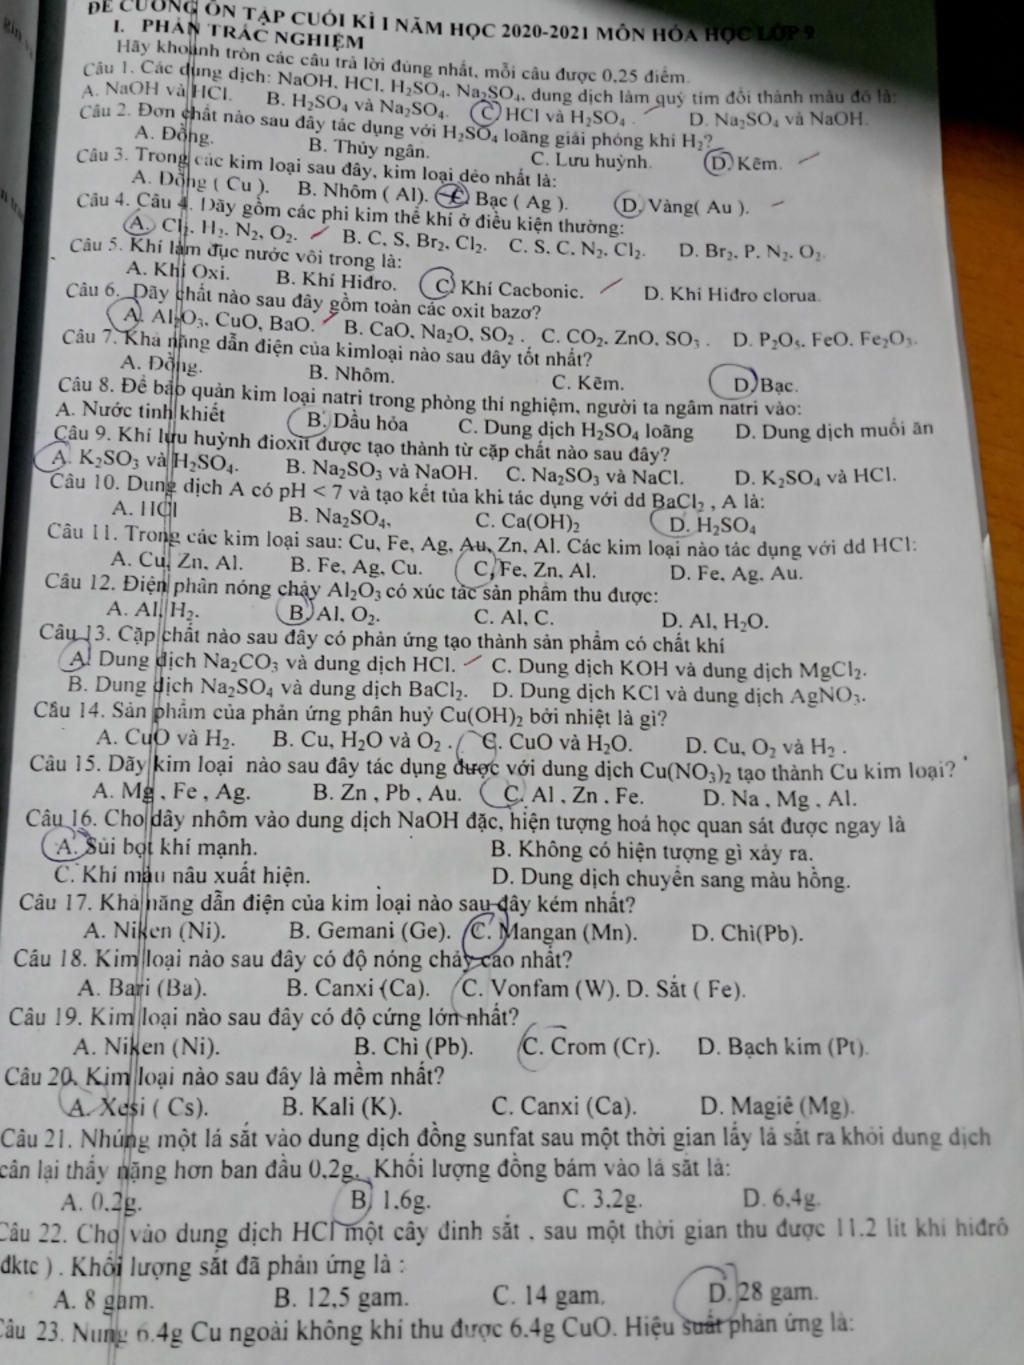 ĐỀ CƯƠNG ÔN TẬP CUỐI KÌ I NĂM HỌC 2020-2021 MÔN HÓA HỌC LỚP 9
I. PHẦN TRẮC NGHIỆM
Hãy khoanh tròn các câu trả lời đúng nhất, mỗi câu được 0,25 điểm.
Câu 1. Các dung dịch: NaOH, HCl, H₂SO₄, Na₂SO₄, dung dịch làm quỳ tím đổi thành màu đỏ là:
A. NaOH và HCl. B. H₂SO₄ và Na₂SO₄. C. HCl và H₂SO₄. D. Na₂SO₄ và NaOH.
Câu 2. Đơn chất nào sau đây tác dụng với H₂SO₄ loãng giải phóng khí H₂?
A. Đồng. B. Thủy ngân. C. Lưu huỳnh. D. Kẽm.
Câu 3. Trong các kim loại sau đây, kim loại dẻo nhất là:
A. Đồng ( Cu ). B. Nhôm ( Al). C. Bạc ( Ag ). D. Vàng( Au ).
Câu 4. Câu 4. Dãy gồm các phi kim thể khí ở điều kiện thường:
A. Cl₂, H₂, N₂, O₂. B. C, S, Br₂, Cl₂. C. S, C, N₂, Cl₂. D. Br₂, P, N₂, O₂.
Câu 5. Khí làm đục nước vôi trong là:
A. Khí Oxi. B. Khí Hiđro. C. Khí Cacbonic. D. Khí Hiđro clorua.
Câu 6. Dãy chất nào sau đây gồm toàn các oxit bazơ?
A. Al₂O₃, CuO, BaO. B. CaO, Na₂O, SO₂ . C. CO₂, ZnO, SO₃ . D. P₂O₅, FeO, Fe₂O₃.
Câu 7. Khả năng dẫn điện của kimloại nào sau đây tốt nhất?
A. Đồng. B. Nhôm. C. Kẽm. D. Bạc.
Câu 8. Để bảo quản kim loại natri trong phòng thí nghiệm, người ta ngâm natri vào:
A. Nước tinh khiết B. Dầu hỏa C. Dung dịch H₂SO₄ loãng D. Dung dịch muối ăn
Câu 9. Khí lưu huỳnh đioxit được tạo thành từ cặp chất nào sau đây?
A. K₂SO₃ và H₂SO₄. B. Na₂SO₃ và NaOH. C. Na₂SO₃ và NaCl. D. K₂SO₄ và HCl.
Câu 10. Dung dịch A có pH < 7 và tạo kết tủa khi tác dụng với dd BaCl₂ , A là:
A. HCl B. Na₂SO₄, C. Ca(OH)₂ D. H₂SO₄
Câu 11. Trong các kim loại sau: Cu, Fe, Ag, Au, Zn, Al. Các kim loại nào tác dụng với dd HCl:
A. Cu, Zn, Al. B. Fe, Ag, Cu. C. Fe, Zn, Al. D. Fe, Ag, Au.
Câu 12. Điện phân nóng chảy Al₂O₃ có xúc tác sản phẩm thu được:
A. Al, H₂. B. Al, O₂. C. Al, C. D. Al, H₂O.
Câu 13. Cặp chất nào sau đây có phản ứng tạo thành sản phẩm có chất khí
A. Dung dịch Na₂CO₃ và dung dịch HCl. C. Dung dịch KOH và dung dịch MgCl₂.
B. Dung dịch Na₂SO₄ và dung dịch BaCl₂. D. Dung dịch KCl và dung dịch AgNO₃.
Câu 14. Sản phẩm của phản ứng phân huỷ Cu(OH)₂ bởi nhiệt là gì?
A. CuO và H₂. B. Cu, H₂O và O₂ . C. CuO và H₂O. D. Cu, O₂ và H₂ .
Câu 15. Dãy kim loại nào sau đây tác dụng được với dung dịch Cu(NO₃)₂ tạo thành Cu kim loại?
A. Mg , Fe , Ag. B. Zn , Pb , Au. C. Al , Zn , Fe. D. Na , Mg , Al.
Câu 16. Cho dây nhôm vào dung dịch NaOH đặc, hiện tượng hoá học quan sát được ngay là
A. Sủi bọt khí mạnh. B. Không có hiện tượng gì xảy ra.
C. Khí màu nâu xuất hiện. D. Dung dịch chuyển sang màu hồng.
Câu 17. Khả năng dẫn điện của kim loại nào sau đây kém nhất?
A. Niken (Ni). B. Gemani (Ge). C. Mangan (Mn). D. Chì(Pb).
Câu 18. Kim loại nào sau đây có độ nóng chảy cao nhất?
A. Bari (Ba). B. Canxi (Ca). C. Vonfam (W). D. Sắt ( Fe).
Câu 19. Kim loại nào sau đây có độ cứng lớn nhất?
A. Niken (Ni). B. Chì (Pb). C. Crom (Cr). D. Bạch kim (Pt).
Câu 20. Kim loại nào sau đây là mềm nhất?
A. Xesi ( Cs). B. Kali (K). C. Canxi (Ca). D. Magiê (Mg).
Câu 21. Nhúng một lá sắt vào dung dịch đồng sunfat sau một thời gian lấy lá sắt ra khỏi dung dịch
cân lại thấy nặng hơn ban đầu 0,2g. Khối lượng đồng bám vào lá sắt là:
A. 0,2g. B. 1,6g. C. 3,2g. D. 6,4g.
Câu 22. Cho vào dung dịch HCl một cây đinh sắt , sau một thời gian thu được 11,2 lít khí hiđrô
đktc ) . Khối lượng sắt đã phản ứng là :
A. 8 gam. B. 12,5 gam. C. 14 gam. D. 28 gam.
Câu 23. Nung 6,4g Cu ngoài không khí thu được 6,4g CuO. Hiệu suất phản ứng là: